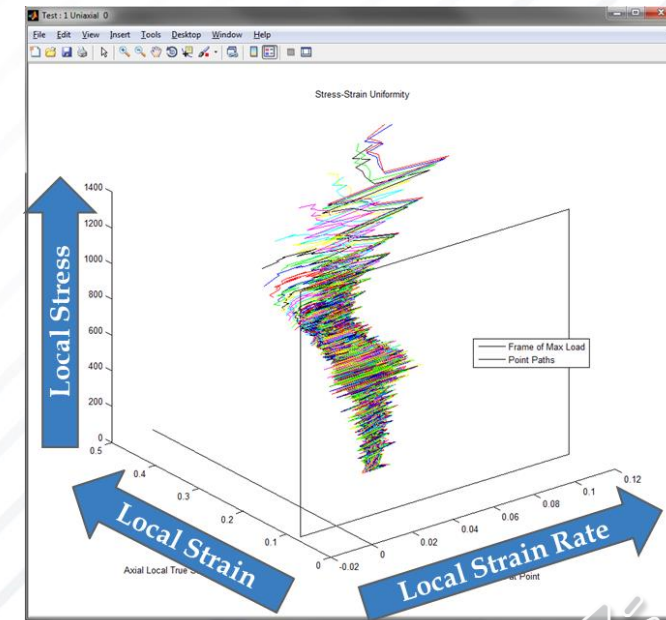 Test : 1 Uniaxial 0
File Edit View Insert Tools Desktop Window Help
Stress-Strain Uniformity
1400
1200
1000
800
600
400
200
0
Local Stress
Frame of Max Load
Point Paths
0.5
0.4
0.3
0.2
0.1
0
-0.02
0
0.02
0.04
0.06
0.08
0.1
0.12
Local Strain
Local Strain Rate
Axial Local True
at Point